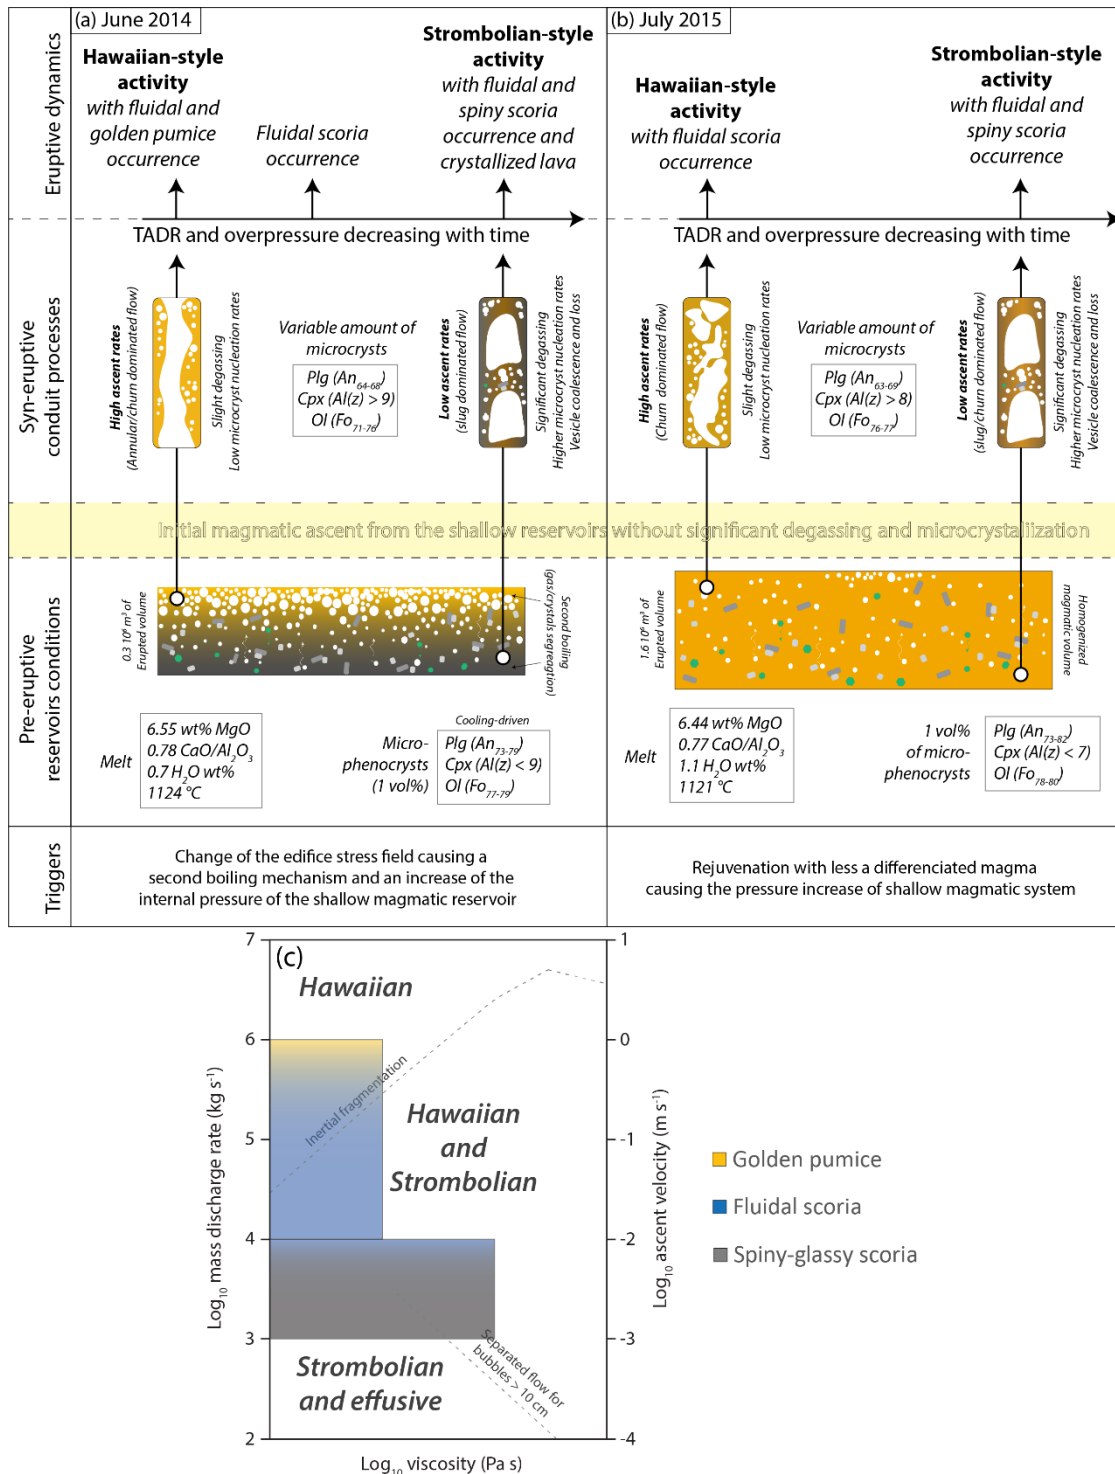 (a) June 2014
(b) July 2015
Eruptive dynamics
Hawaiian-style
activity
with fluidal and
golden pumice
occurrence
Fluidal scoria
occurrence
Strombolian-style
activity
with fluidal and
spiny scoria
occurrence and
crystallized lava
Hawaiian-style
activity
with fluidal scoria
occurrence
Strombolian-style
activity
with fluidal and
spiny scoria
occurrence
TADR and overpressure decreasing with time
TADR and overpressure decreasing with time
Syn-eruptive
conduit processes
High ascent rates
(Annular/churn dominated flow)
Slight degassing
Low microcryst nucleation rates
Variable amount of
microcrysts
Plg (An64-68)
Cpx (Al(z) > 9)
Ol (Fo71-76)
Low ascent rates
(slug dominated flow)
Significant degassing
Higher microcryst nucleation rates
Vesicle coalescence and loss
High ascent rates
(Churn dominated flow)
Slight degassing
Low microcryst nucleation rates
Variable amount of
microcrysts
Plg (An63-69)
Cpx (Al(z) > 8)
Ol (Fo76-77)
Low ascent rates
(slug/churn dominated flow)
Significant degassing
Higher microcryst nucleation rates
Vesicle coalescence and loss
Initial magmatic ascent from the shallow reservoirs without significant degassing and microcrystallization
Pre-eruptive
reservoirs conditions
0.3 10⁶ m³ of
Erupted volume
Second boiling
(gas/crystals segreagtion)
1.6 10⁶ m³ of
Erupted volume
Homogenized
magmatic volume
Melt
6.55 wt% MgO
0.78 CaO/Al₂O₃
0.7 H₂O wt%
1124 °C
Micro-
phenocrysts
(1 vol%)
Cooling-driven
Plg (An73-79)
Cpx (Al(z) < 9)
Ol (Fo77-79)
Melt
6.44 wt% MgO
0.77 CaO/Al₂O₃
1.1 H₂O wt%
1121 °C
1 vol%
of micro-
phenocrysts
Plg (An73-82)
Cpx (Al(z) < 7)
Ol (Fo78-80)
Triggers
Change of the edifice stress field causing a
second boiling mechanism and an increase of the
internal pressure of the shallow magmatic reservoir
Rejuvenation with less a differenciated magma
causing the pressure increase of shallow magmatic system
(c)
7
6
5
4
3
2
Log₁₀ mass discharge rate (kg s⁻¹)
Hawaiian
Inertial fragmentation
Hawaiian
and
Strombolian
Strombolian
and effusive
Separated flow for
bubbles > 10 cm
1
0
-1
-2
-3
-4
Log₁₀ ascent velocity (m s⁻¹)
Log₁₀ viscosity (Pa s)
Golden pumice
Fluidal scoria
Spiny-glassy scoria